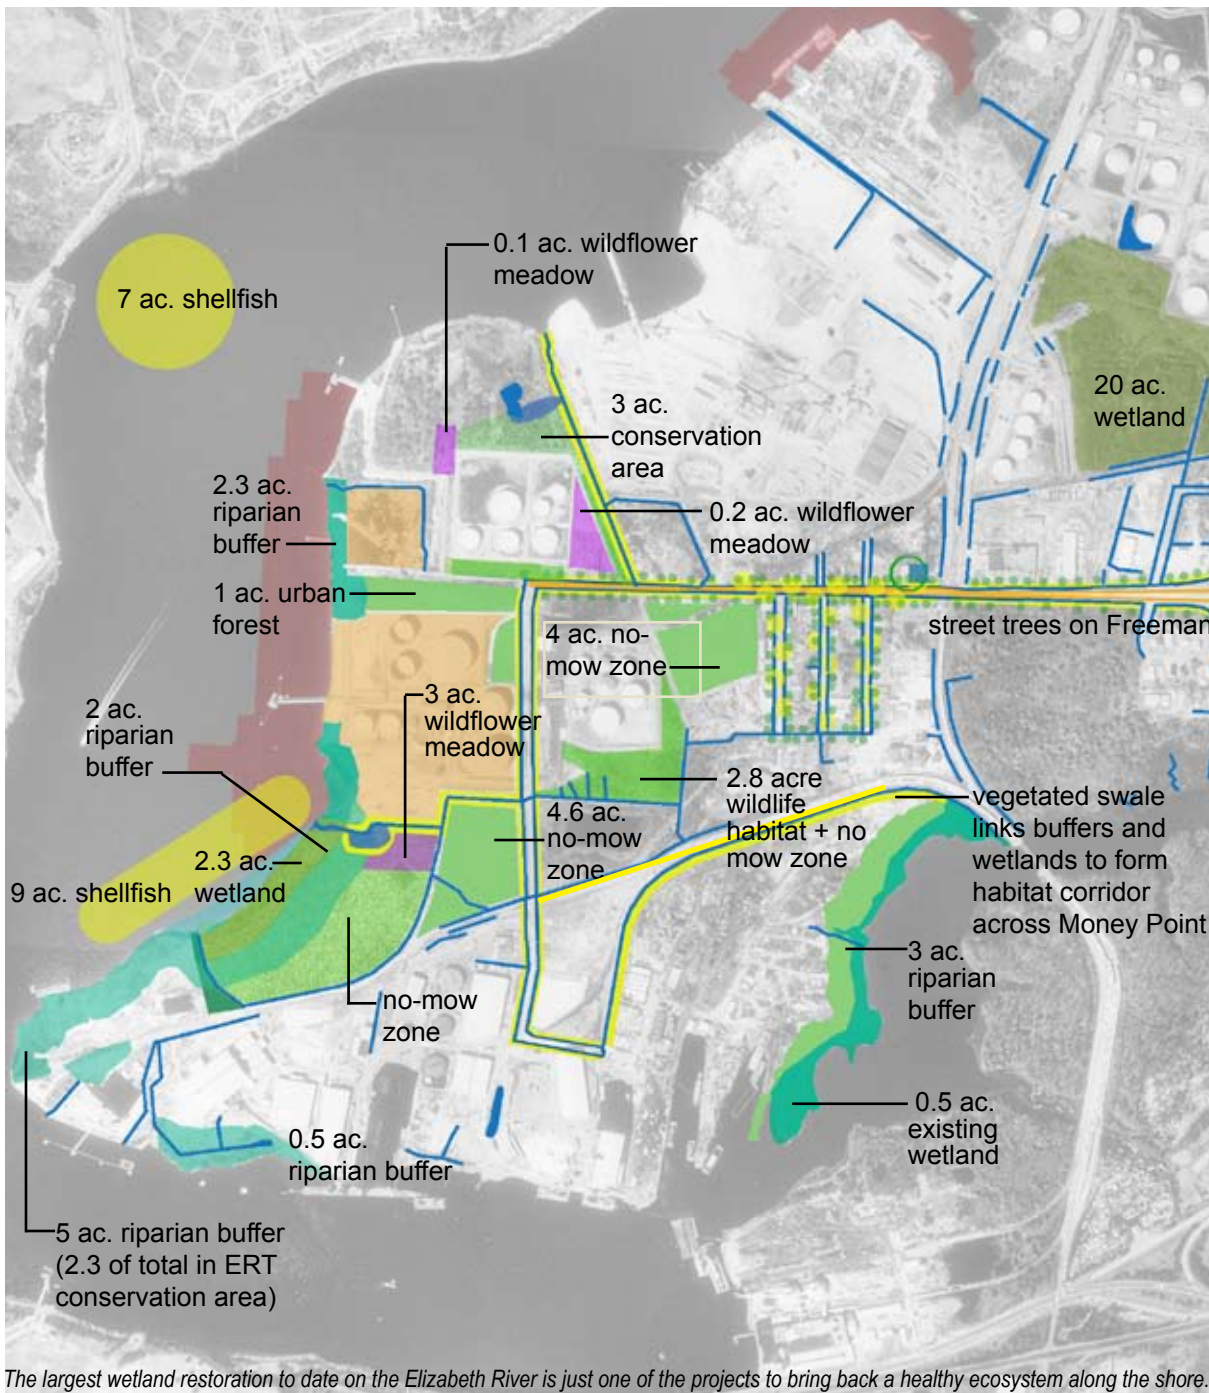 0.1 ac. wildflower
meadow
7 ac. shellfish
3 ac.
conservation
area
20 ac.
wetland
2.3 ac.
riparian
buffer
0.2 ac. wildflower
meadow
1 ac. urban
forest
street trees on Freeman
4 ac. no-
mow zone
2 ac.
riparian
buffer
3 ac.
wildflower
meadow
2.8 acre
wildlife
habitat + no
mow zone
vegetated swale
links buffers and
wetlands to form
habitat corridor
across Money Point
4.6 ac.
no-mow
zone
2.3 ac.
wetland
9 ac. shellfish
3 ac.
riparian
buffer
no-mow
zone
0.5 ac.
existing
wetland
0.5 ac.
riparian buffer
5 ac. riparian buffer
(2.3 of total in ERT
conservation area)
The largest wetland restoration to date on the Elizabeth River is just one of the projects to bring back a healthy ecosystem along the shore.